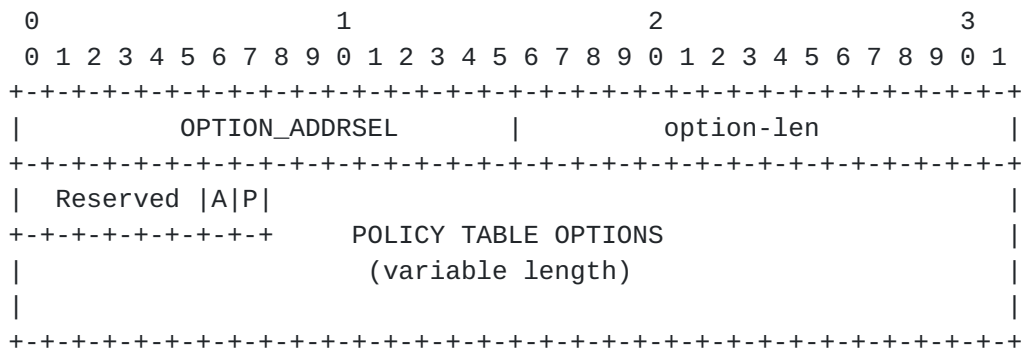 0                   1                   2                   3
 0 1 2 3 4 5 6 7 8 9 0 1 2 3 4 5 6 7 8 9 0 1 2 3 4 5 6 7 8 9 0 1
+-+-+-+-+-+-+-+-+-+-+-+-+-+-+-+-+-+-+-+-+-+-+-+-+-+-+-+-+-+-+-+-+
|          OPTION_ADDRSEL       |         option-len            |
+-+-+-+-+-+-+-+-+-+-+-+-+-+-+-+-+-+-+-+-+-+-+-+-+-+-+-+-+-+-+-+-+
|  Reserved |A|P|                                               |
+-+-+-+-+-+-+-+-+     POLICY TABLE OPTIONS                      |
|                      (variable length)                        |
|                                                               |
+-+-+-+-+-+-+-+-+-+-+-+-+-+-+-+-+-+-+-+-+-+-+-+-+-+-+-+-+-+-+-+-+